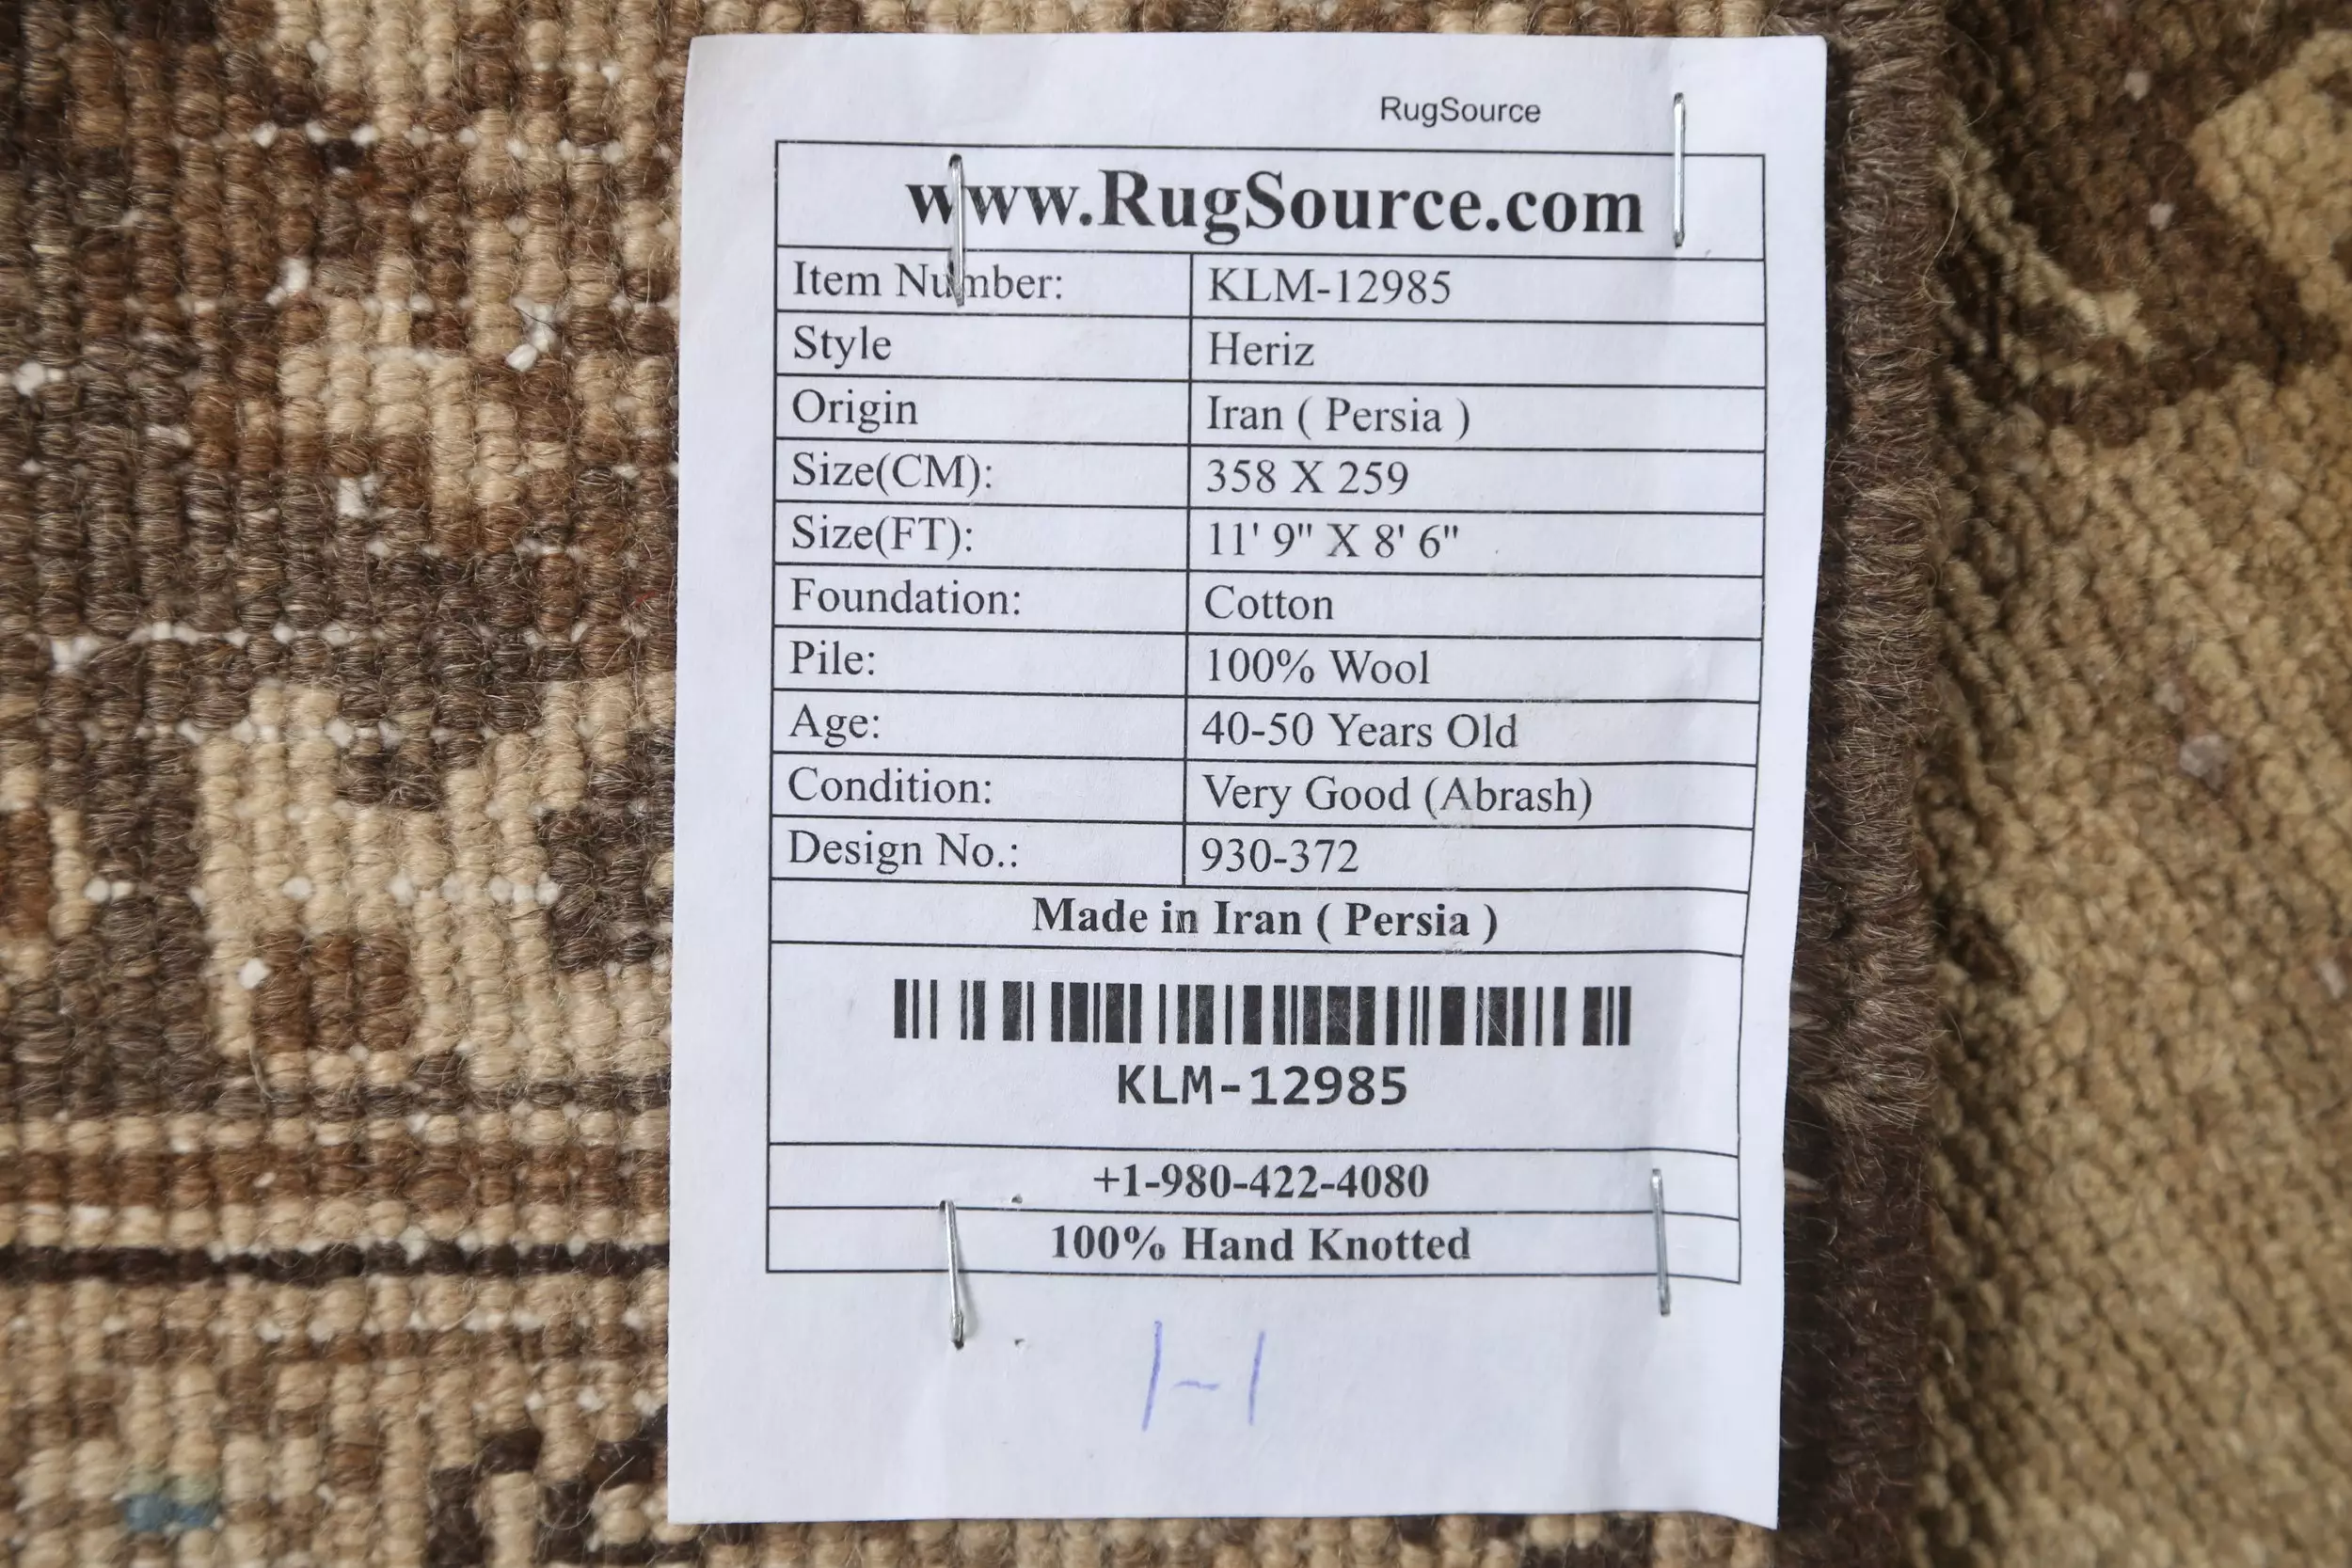 RugSource
www.RugSource.com
Item Number: KLM-12985
Style Heriz
Origin Iran ( Persia )
Size(CM): 358 X 259
Size(FT): 11' 9" X 8' 6"
Foundation: Cotton
Pile: 100% Wool
Age: 40-50 Years Old
Condition: Very Good (Abrash)
Design No.: 930-372
Made in Iran ( Persia )
KLM-12985
+1-980-422-4080
100% Hand Knotted
1-1